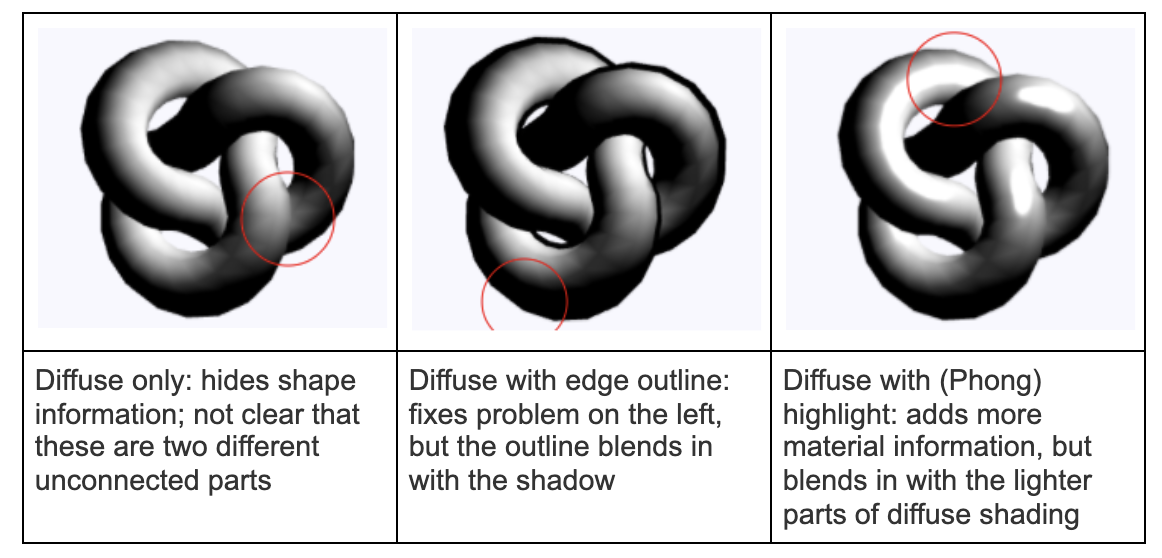 Diffuse only: hides shape
information; not clear that
these are two different
unconnected parts
Diffuse with edge outline:
fixes problem on the left,
but the outline blends in
with the shadow
Diffuse with (Phong)
highlight: adds more
material information, but
blends in with the lighter
parts of diffuse shading